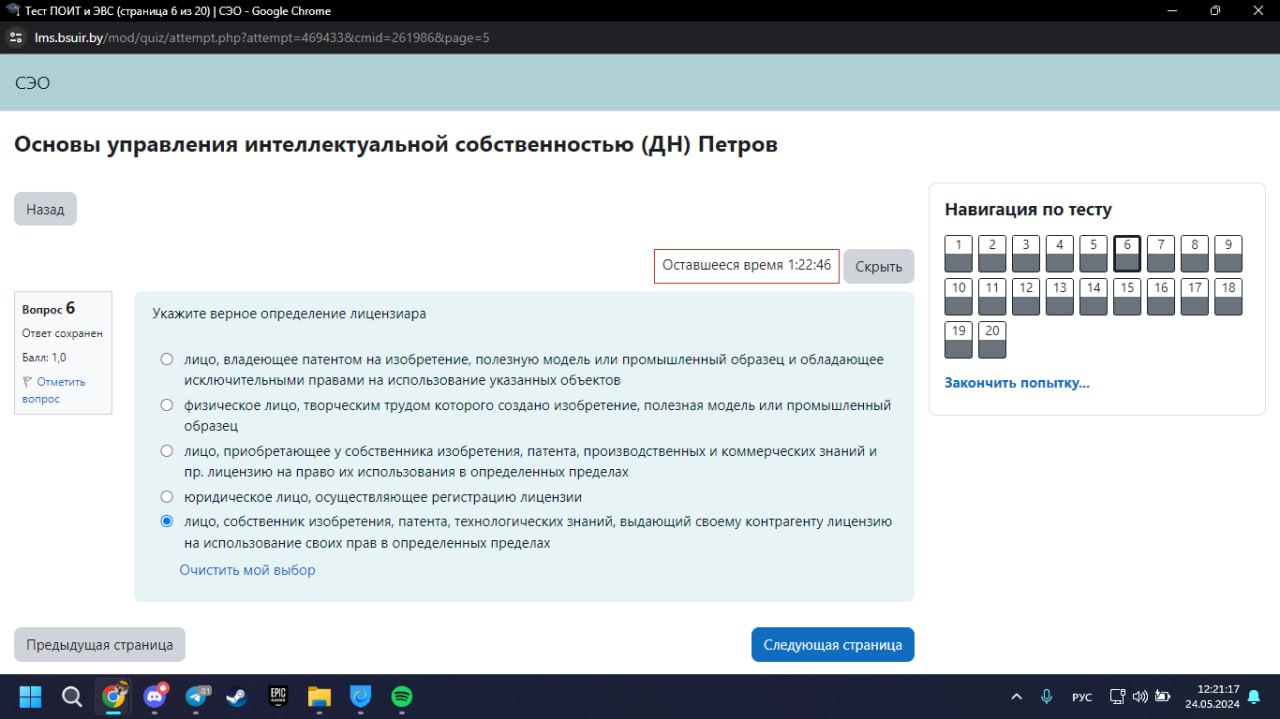 Тест ПОИТ и ЭВС (страница 6 из 20) | СЭО - Google Chrome
lms.bsuir.by/mod/quiz/attempt.php?attempt=469433&cmid=261986&page=5
СЭО
Основы управления интеллектуальной собственностью (ДН) Петров
Назад
Оставшееся время 1:22:46
Скрыть
Вопрос 6
Ответ сохранен
Балл: 1,0
Отметить
вопрос
Укажите верное определение лицензиара
лицо, владеющее патентом на изобретение, полезную модель или промышленный образец и обладающее
исключительными правами на использование указанных объектов
физическое лицо, творческим трудом которого создано изобретение, полезная модель или промышленный
образец
лицо, приобретающее у собственника изобретения, патента, производственных и коммерческих знаний и
пр. лицензию на право их использования в определенных пределах
юридическое лицо, осуществляющее регистрацию лицензии
лицо, собственник изобретения, патента, технологических знаний, выдающий своему контрагенту лицензию
на использование своих прав в определенных пределах
Очистить мой выбор
Предыдущая страница
Следующая страница
Навигация по тесту
1 2 3 4 5 6 7 8 9
10 11 12 13 14 15 16 17 18
19 20
Закончить попытку...
01
EPIC
РУС
12:21:17
24.05.2024